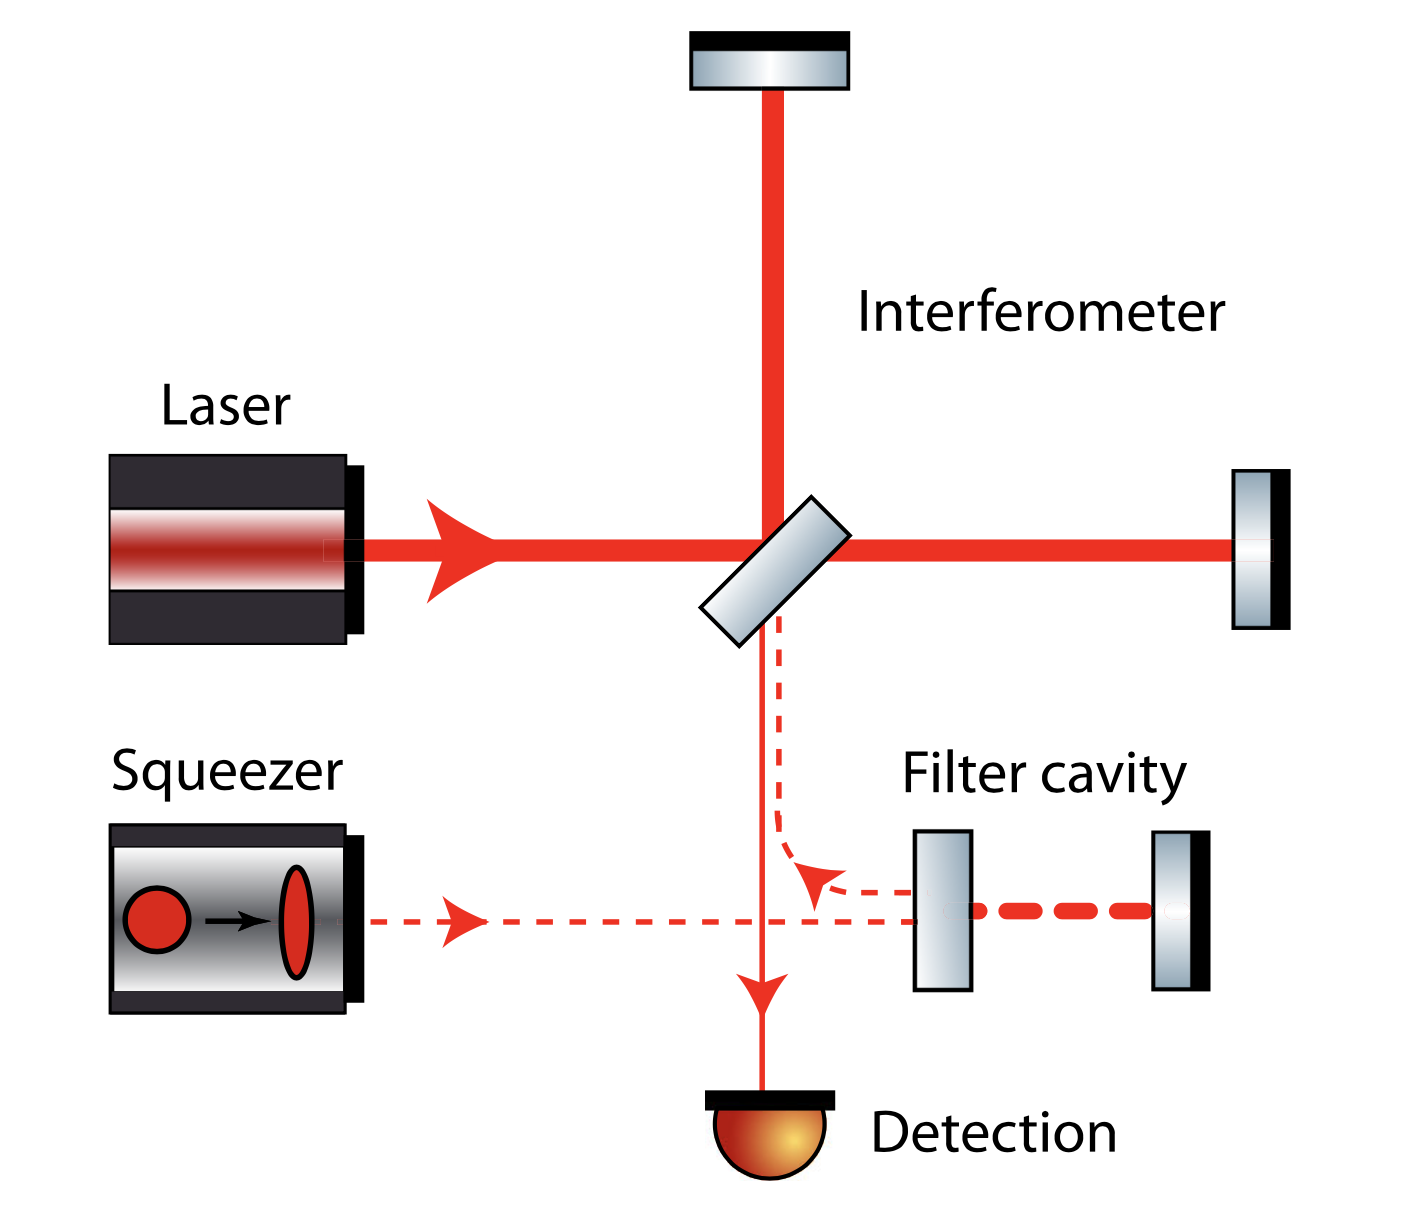 Interferometer
Laser
Squeezer
Filter cavity
Detection